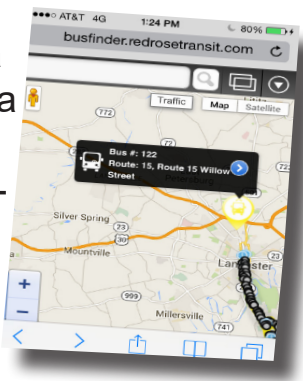 AT&T 4G 1:24 PM 80%
busfinder.redrosetransit.com
a
Traffic Map Satellite
772
Bus #: 122
Route: 15, Route 15 Willow
Street
Silver Spring
23
30
Mountville
Lancaster
+
999
−
Millersville
741